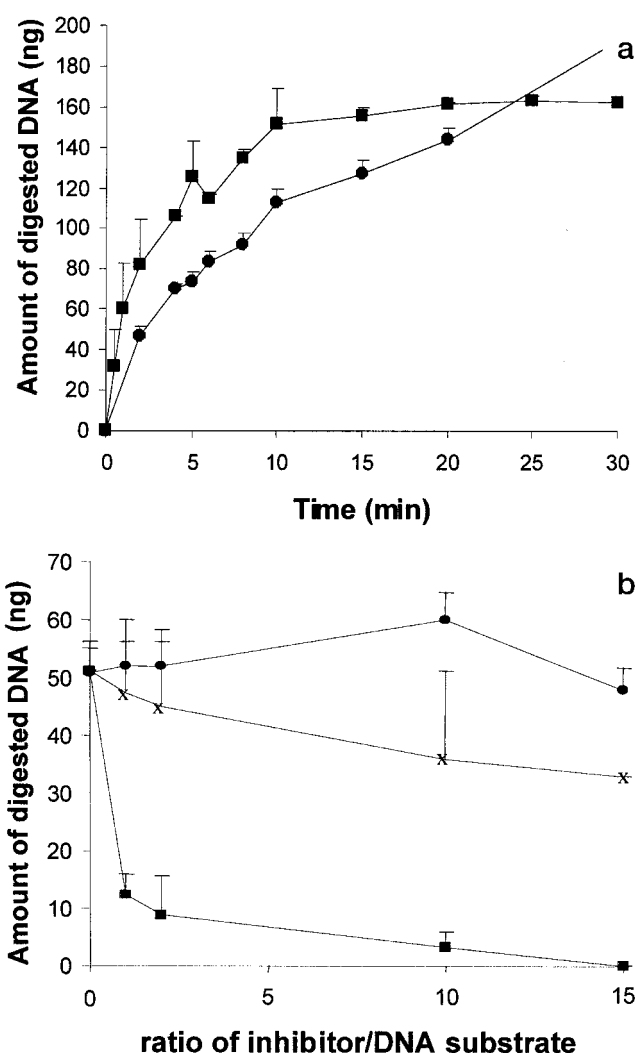 a
Amount of digested DNA (ng)
200
180
160
140
120
100
80
60
40
20
0
0 5 10 15 20 25 30
Time (min)
b
Amount of digested DNA (ng)
70
60
50
40
30
20
10
0
0 5 10 15
ratio of inhibitor/DNA substrate